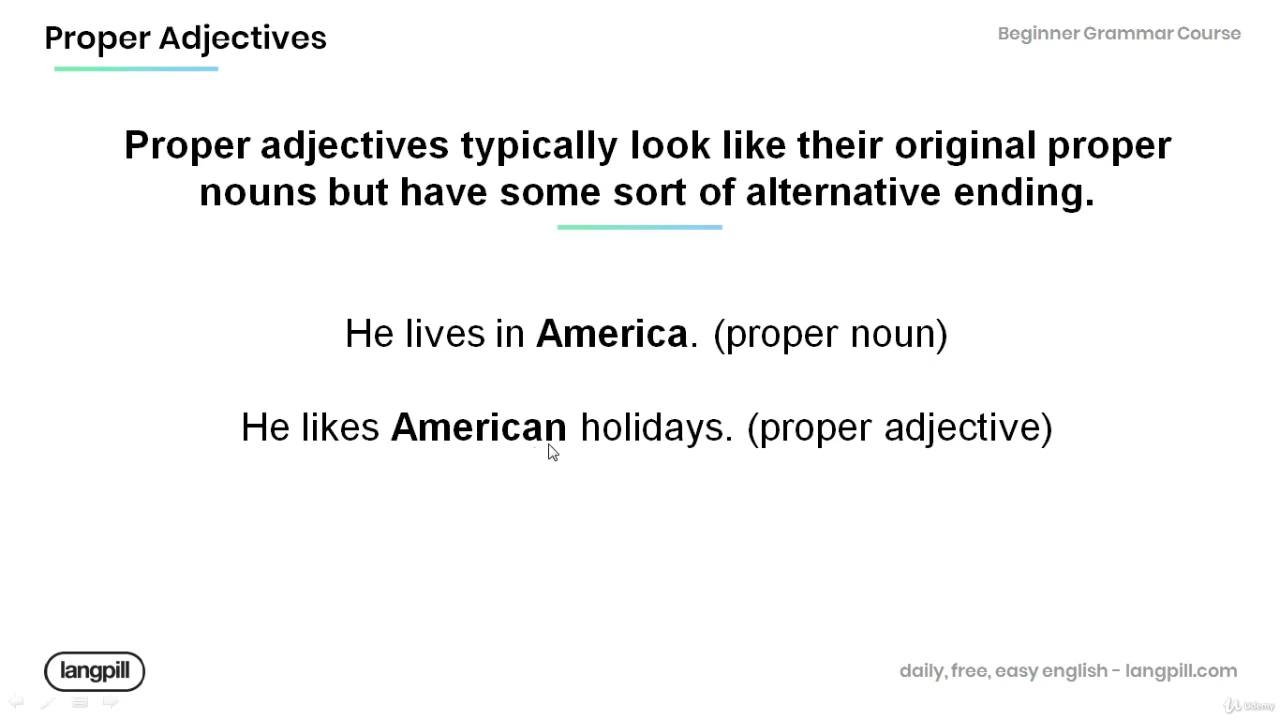 Proper Adjectives
Beginner Grammar Course
Proper adjectives typically look like their original proper
nouns but have some sort of alternative ending.
He lives in America. (proper noun)
He likes American holidays. (proper adjective)
langpill
daily, free, easy english - langpill.com
Udemy